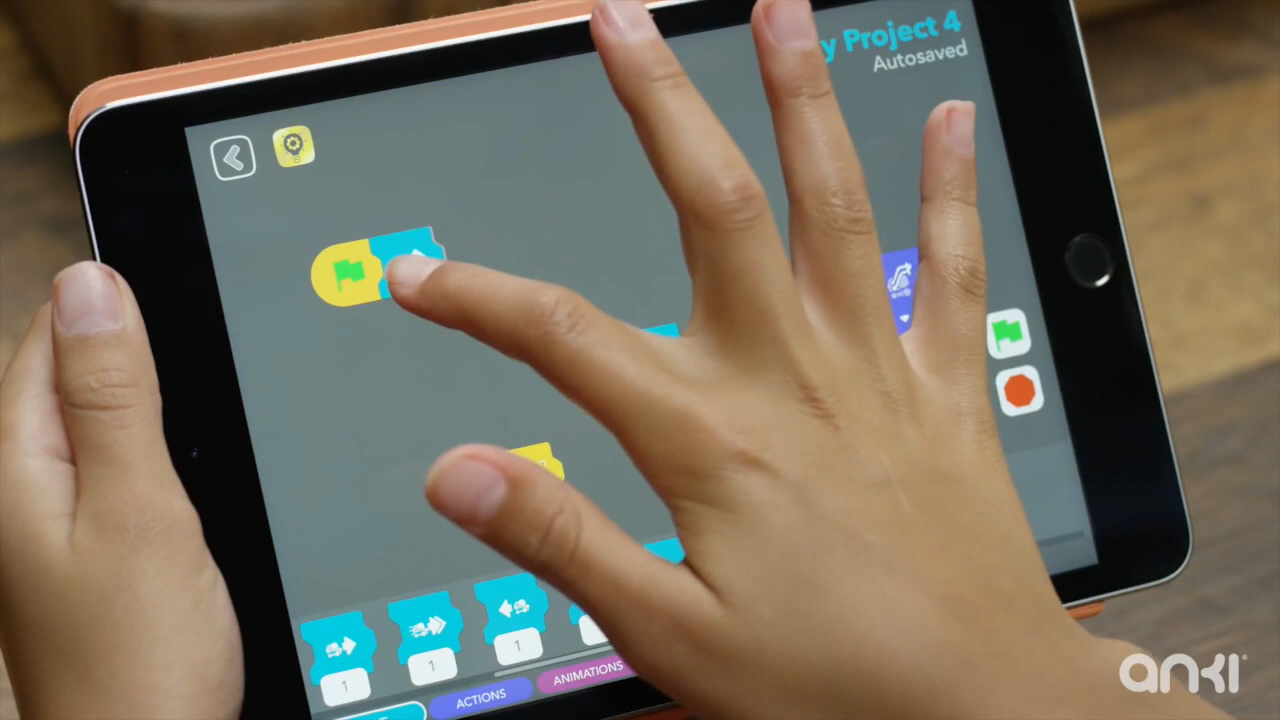 y Project 4
Autosaved
1
1
1
ACTIONS
ANIMATIONS
ANKI